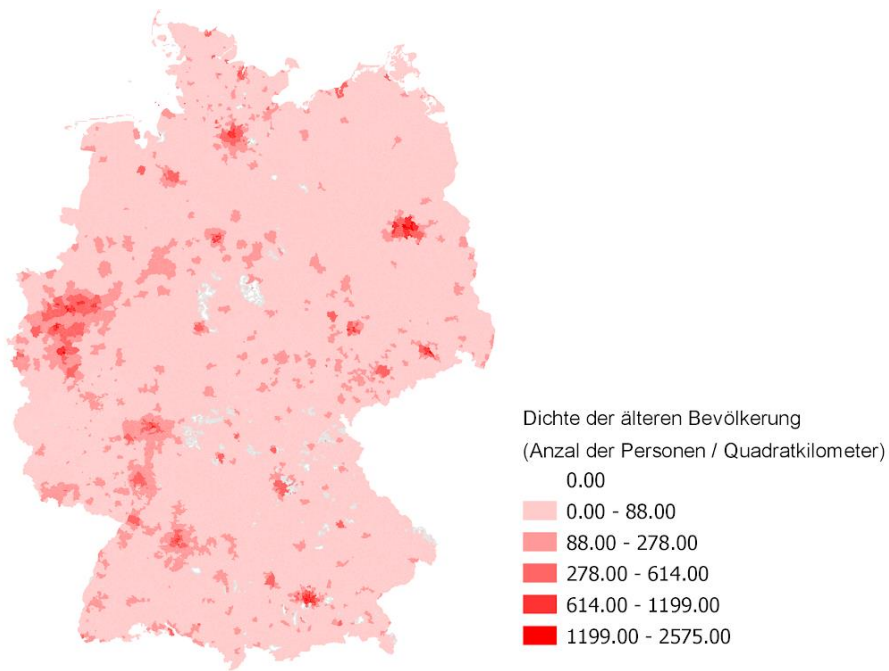 Dichte der älteren Bevölkerung
(Anzal der Personen / Quadratkilometer)
0.00
0.00 - 88.00
88.00 - 278.00
278.00 - 614.00
614.00 - 1199.00
1199.00 - 2575.00